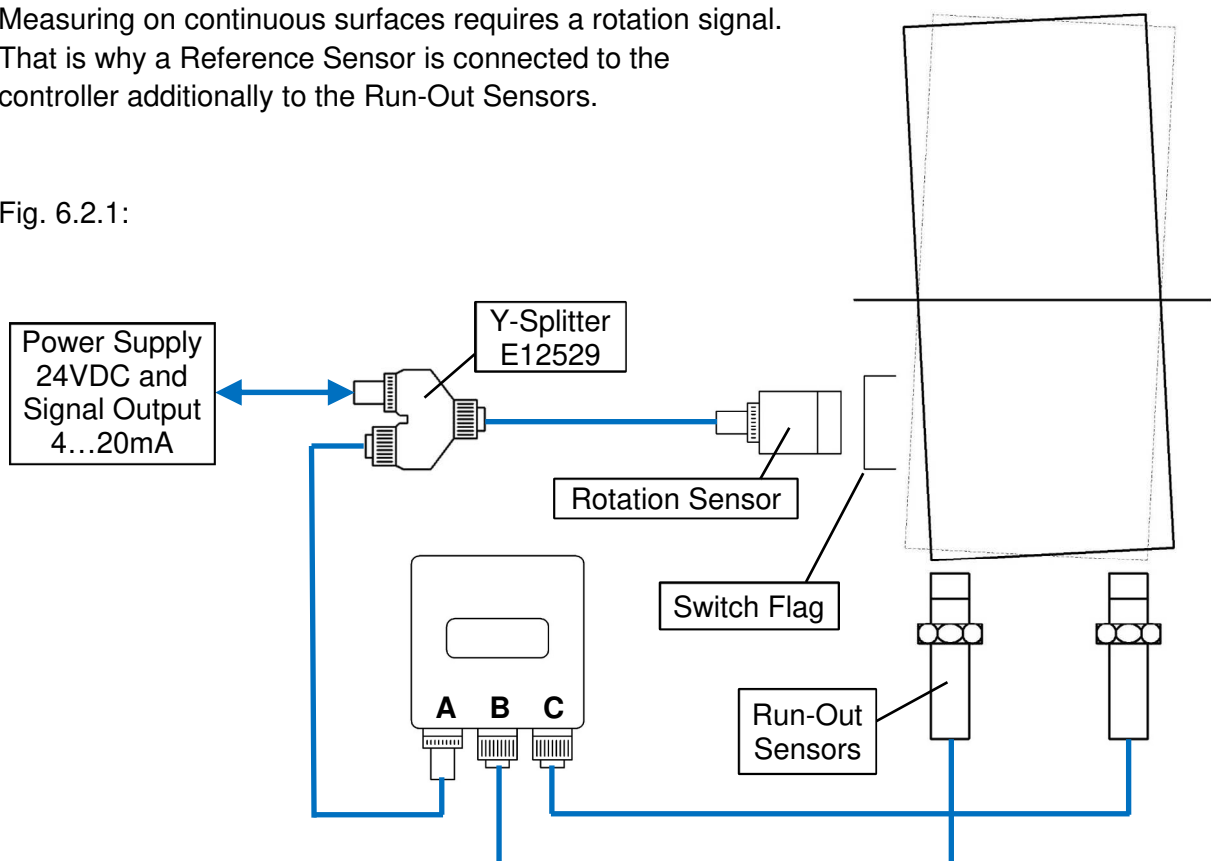 Measuring on continuous surfaces requires a rotation signal.
That is why a Reference Sensor is connected to the
controller additionally to the Run-Out Sensors.
Fig. 6.2.1:
Power Supply
24VDC and
Signal Output
4…20mA
Y-Splitter
E12529
Rotation Sensor
Switch Flag
A B C
Run-Out
Sensors